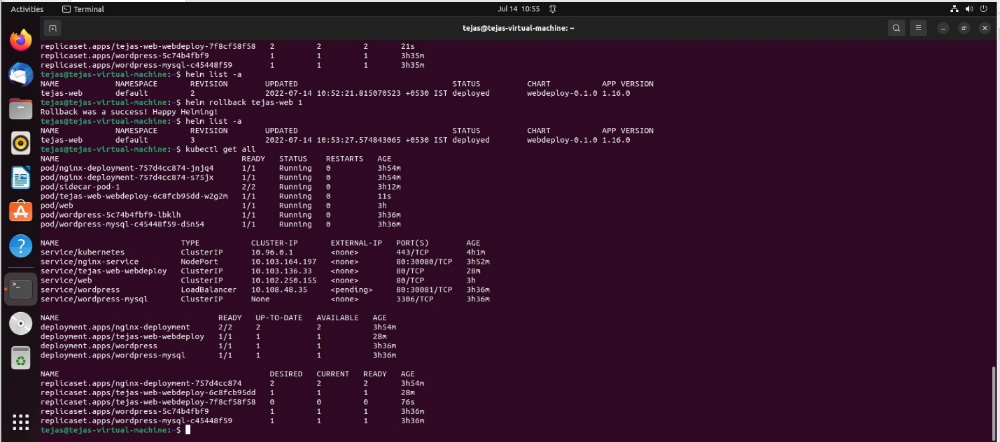 Activities Terminal Jul 14 10:55
tejas@tejas-virtual-machine: ~
replicaset.apps/tejas-web-webdeploy-7f8cf58f58 2 2 2 21s
replicaset.apps/wordpress-5c74b4fbf9 1 1 1 3h35m
replicaset.apps/wordpress-mysql-c45448f59 1 1 1 3h35m
tejas@tejas-virtual-machine:~$ helm list -a
NAME NAMESPACE REVISION UPDATED STATUS CHART APP VERSION
tejas-web default 2 2022-07-14 10:52:21.815070523 +0530 IST deployed webdeploy-0.1.0 1.16.0
tejas@tejas-virtual-machine:~$ helm rollback tejas-web 1
Rollback was a success! Happy Helming!
tejas@tejas-virtual-machine:~$ helm list -a
NAME NAMESPACE REVISION UPDATED STATUS CHART APP VERSION
tejas-web default 3 2022-07-14 10:53:27.574843065 +0530 IST deployed webdeploy-0.1.0 1.16.0
tejas@tejas-virtual-machine:~$ kubectl get all
NAME READY STATUS RESTARTS AGE
pod/nginx-deployment-757d4cc874-jnjq4 1/1 Running 0 3h54m
pod/nginx-deployment-757d4cc874-s75jx 1/1 Running 0 3h54m
pod/sidecar-pod-1 2/2 Running 0 3h12m
pod/tejas-web-webdeploy-6c8fcb95dd-w2g2m 1/1 Running 0 11s
pod/web 1/1 Running 0 3h
pod/wordpress-5c74b4fbf9-lbklh 1/1 Running 0 3h36m
pod/wordpress-mysql-c45448f59-d5n54 1/1 Running 0 3h36m
NAME TYPE CLUSTER-IP EXTERNAL-IP PORT(S) AGE
service/kubernetes ClusterIP 10.96.0.1 <none> 443/TCP 4h1m
service/nginx-service NodePort 10.103.164.197 <none> 80:30080/TCP 3h52m
service/tejas-web-webdeploy ClusterIP 10.103.136.33 <none> 80/TCP 28m
service/web ClusterIP 10.102.250.155 <none> 80/TCP 3h
service/wordpress LoadBalancer 10.108.48.35 <pending> 80:30081/TCP 3h36m
service/wordpress-mysql ClusterIP None <none> 3306/TCP 3h36m
NAME READY UP-TO-DATE AVAILABLE AGE
deployment.apps/nginx-deployment 2/2 2 2 3h54m
deployment.apps/tejas-web-webdeploy 1/1 1 1 28m
deployment.apps/wordpress 1/1 1 1 3h36m
deployment.apps/wordpress-mysql 1/1 1 1 3h36m
NAME DESIRED CURRENT READY AGE
replicaset.apps/nginx-deployment-757d4cc874 2 2 2 3h54m
replicaset.apps/tejas-web-webdeploy-6c8fcb95dd 1 1 1 28m
replicaset.apps/tejas-web-webdeploy-7f8cf58f58 0 0 0 76s
replicaset.apps/wordpress-5c74b4fbf9 1 1 1 3h36m
replicaset.apps/wordpress-mysql-c45448f59 1 1 1 3h36m
tejas@tejas-virtual-machine:~$